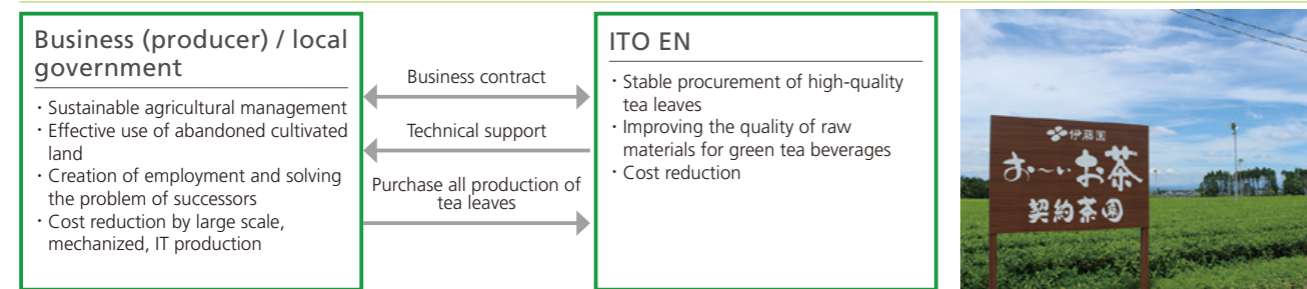 Business (producer) / local
government
・Sustainable agricultural management
・Effective use of abandoned cultivated
land
・Creation of employment and solving
the problem of successors
・Cost reduction by large scale,
mechanized, IT production
Business contract
Technical support
Purchase all production of
tea leaves
ITO EN
・Stable procurement of high-quality
tea leaves
・Improving the quality of raw
materials for green tea beverages
・Cost reduction
伊藤園
お～いお茶
契約茶園